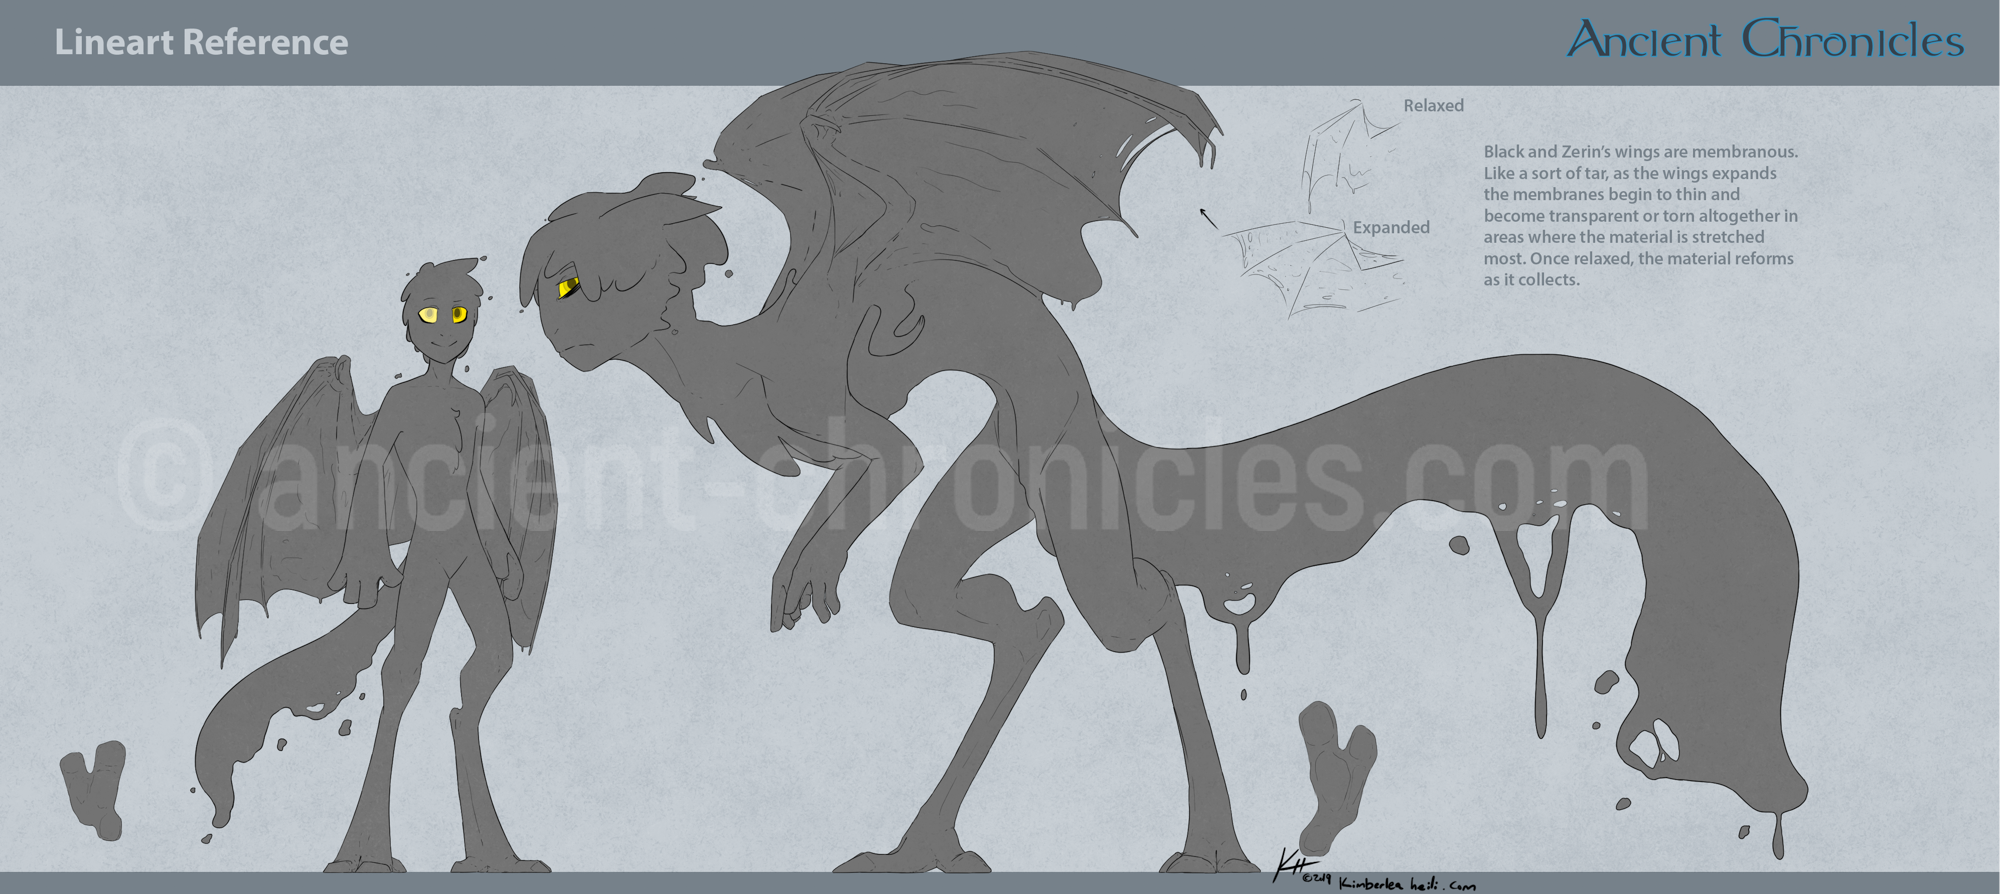 Lineart Reference
Ancient Chronicles
Relaxed
Expanded
Black and Zerin's wings are membranous.
Like a sort of tar, as the wings expands
the membranes begin to thin and
become transparent or torn altogether in
areas where the material is stretched
most. Once relaxed, the material reforms
as it collects.
© ancient-chronicles.com
KH
©2019 Kimberlea heili.com